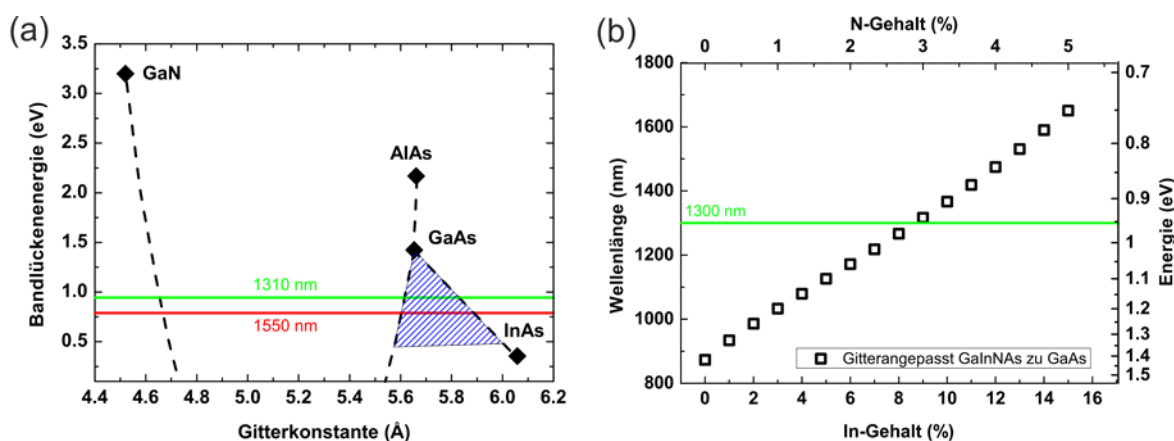 (a)
3.5
3.0
2.5
2.0
1.5
1.0
0.5
Bandlückenenergie (eV)
GaN
AlAs
GaAs
InAs
1310 nm
1550 nm
4.4 4.6 4.8 5.0 5.2 5.4 5.6 5.8 6.0 6.2
Gitterkonstante (Å)
(b)
N-Gehalt (%)
0 1 2 3 4 5
1800
1600
1400
1200
1000
800
Wellenlänge (nm)
1300 nm
0.7
0.8
0.9
1
1.1
1.2
1.3
1.4
1.5
Energie (eV)
Gitterangepasst GaInNAs zu GaAs
0 2 4 6 8 10 12 14 16
In-Gehalt (%)